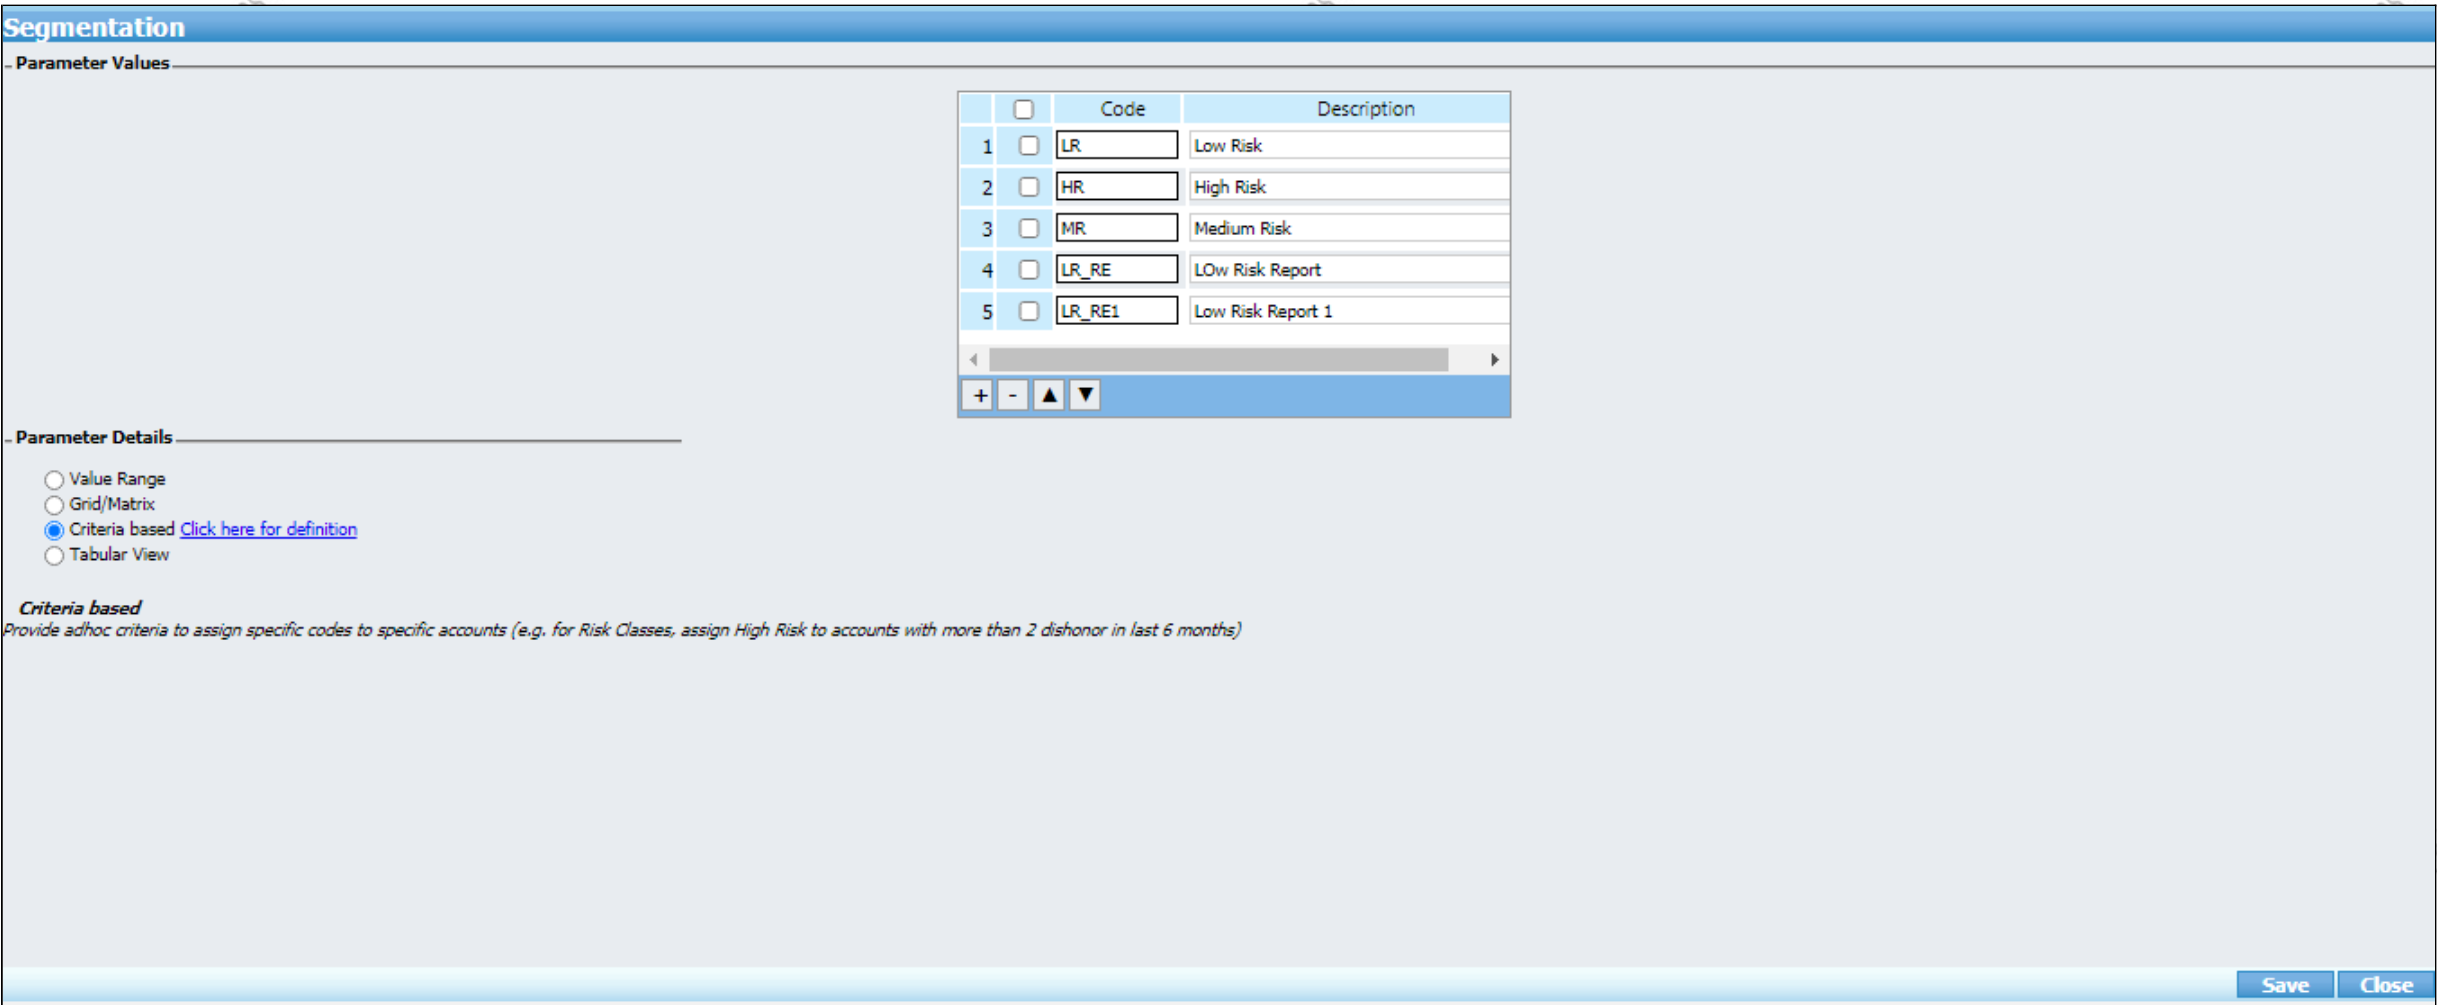 Segmentation
Parameter Values
Code Description
1 LR Low Risk
2 HR High Risk
3 MR Medium Risk
4 LR_RE LOw Risk Report
5 LR_RE1 Low Risk Report 1
+ - ▲ ▼
Parameter Details
Value Range
Grid/Matrix
Criteria based Click here for definition
Tabular View
Criteria based
Provide adhoc criteria to assign specific codes to specific accounts (e.g. for Risk Classes, assign High Risk to accounts with more than 2 dishonor in last 6 months)
Save Close